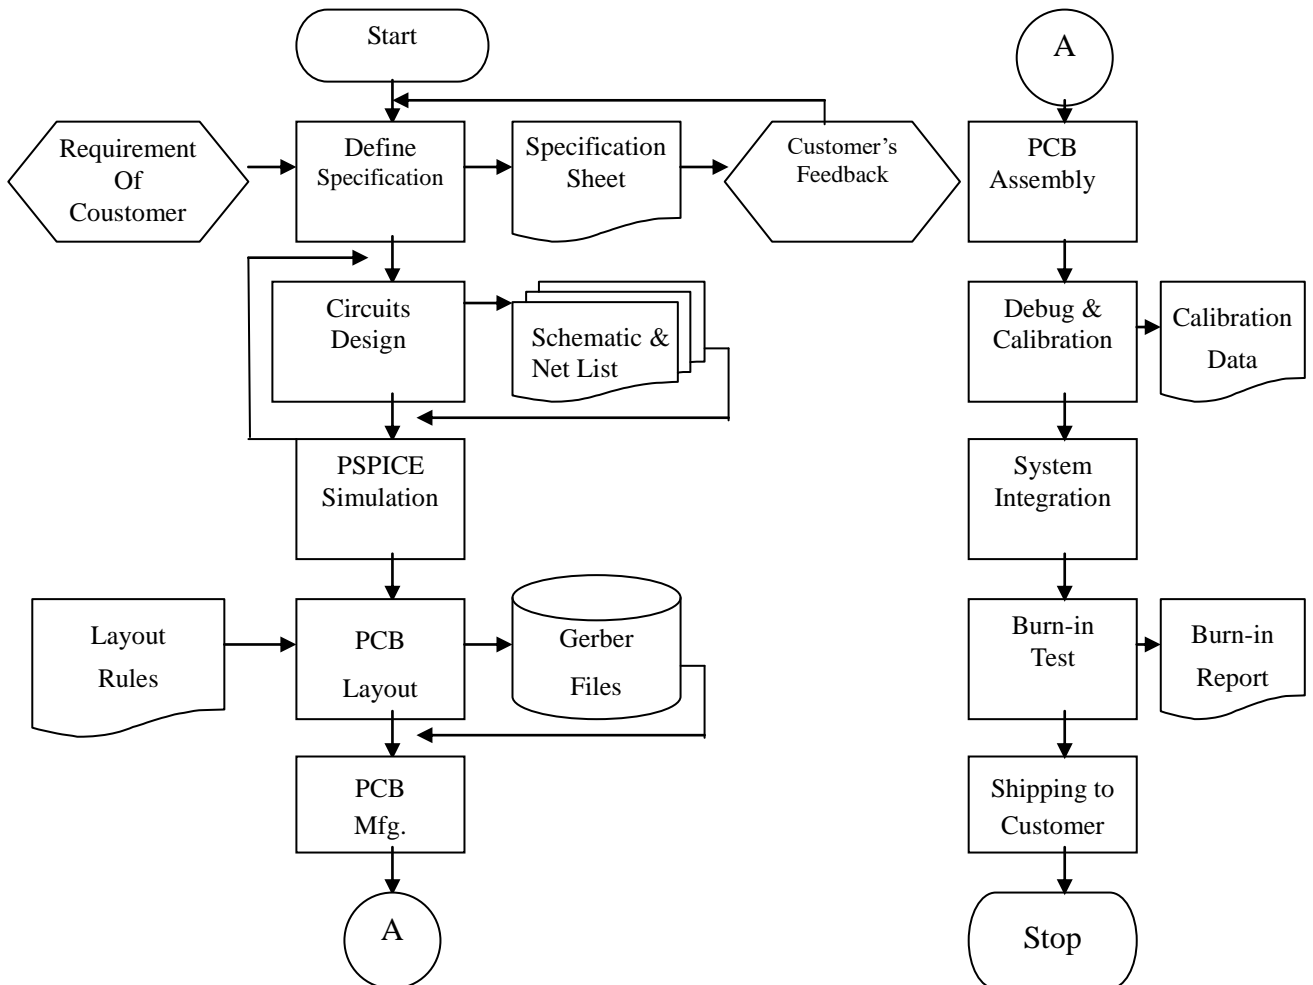 Start
A
Requirement
Of
Coustomer
Define
Specification
Specification
Sheet
Customer’s
Feedback
PCB
Assembly
Circuits
Design
Schematic &
Net List
Debug &
Calibration
Calibration
Data
PSPICE
Simulation
System
Integration
Layout
Rules
PCB
Layout
Gerber
Files
Burn-in
Test
Burn-in
Report
PCB
Mfg.
Shipping to
Customer
A
Stop